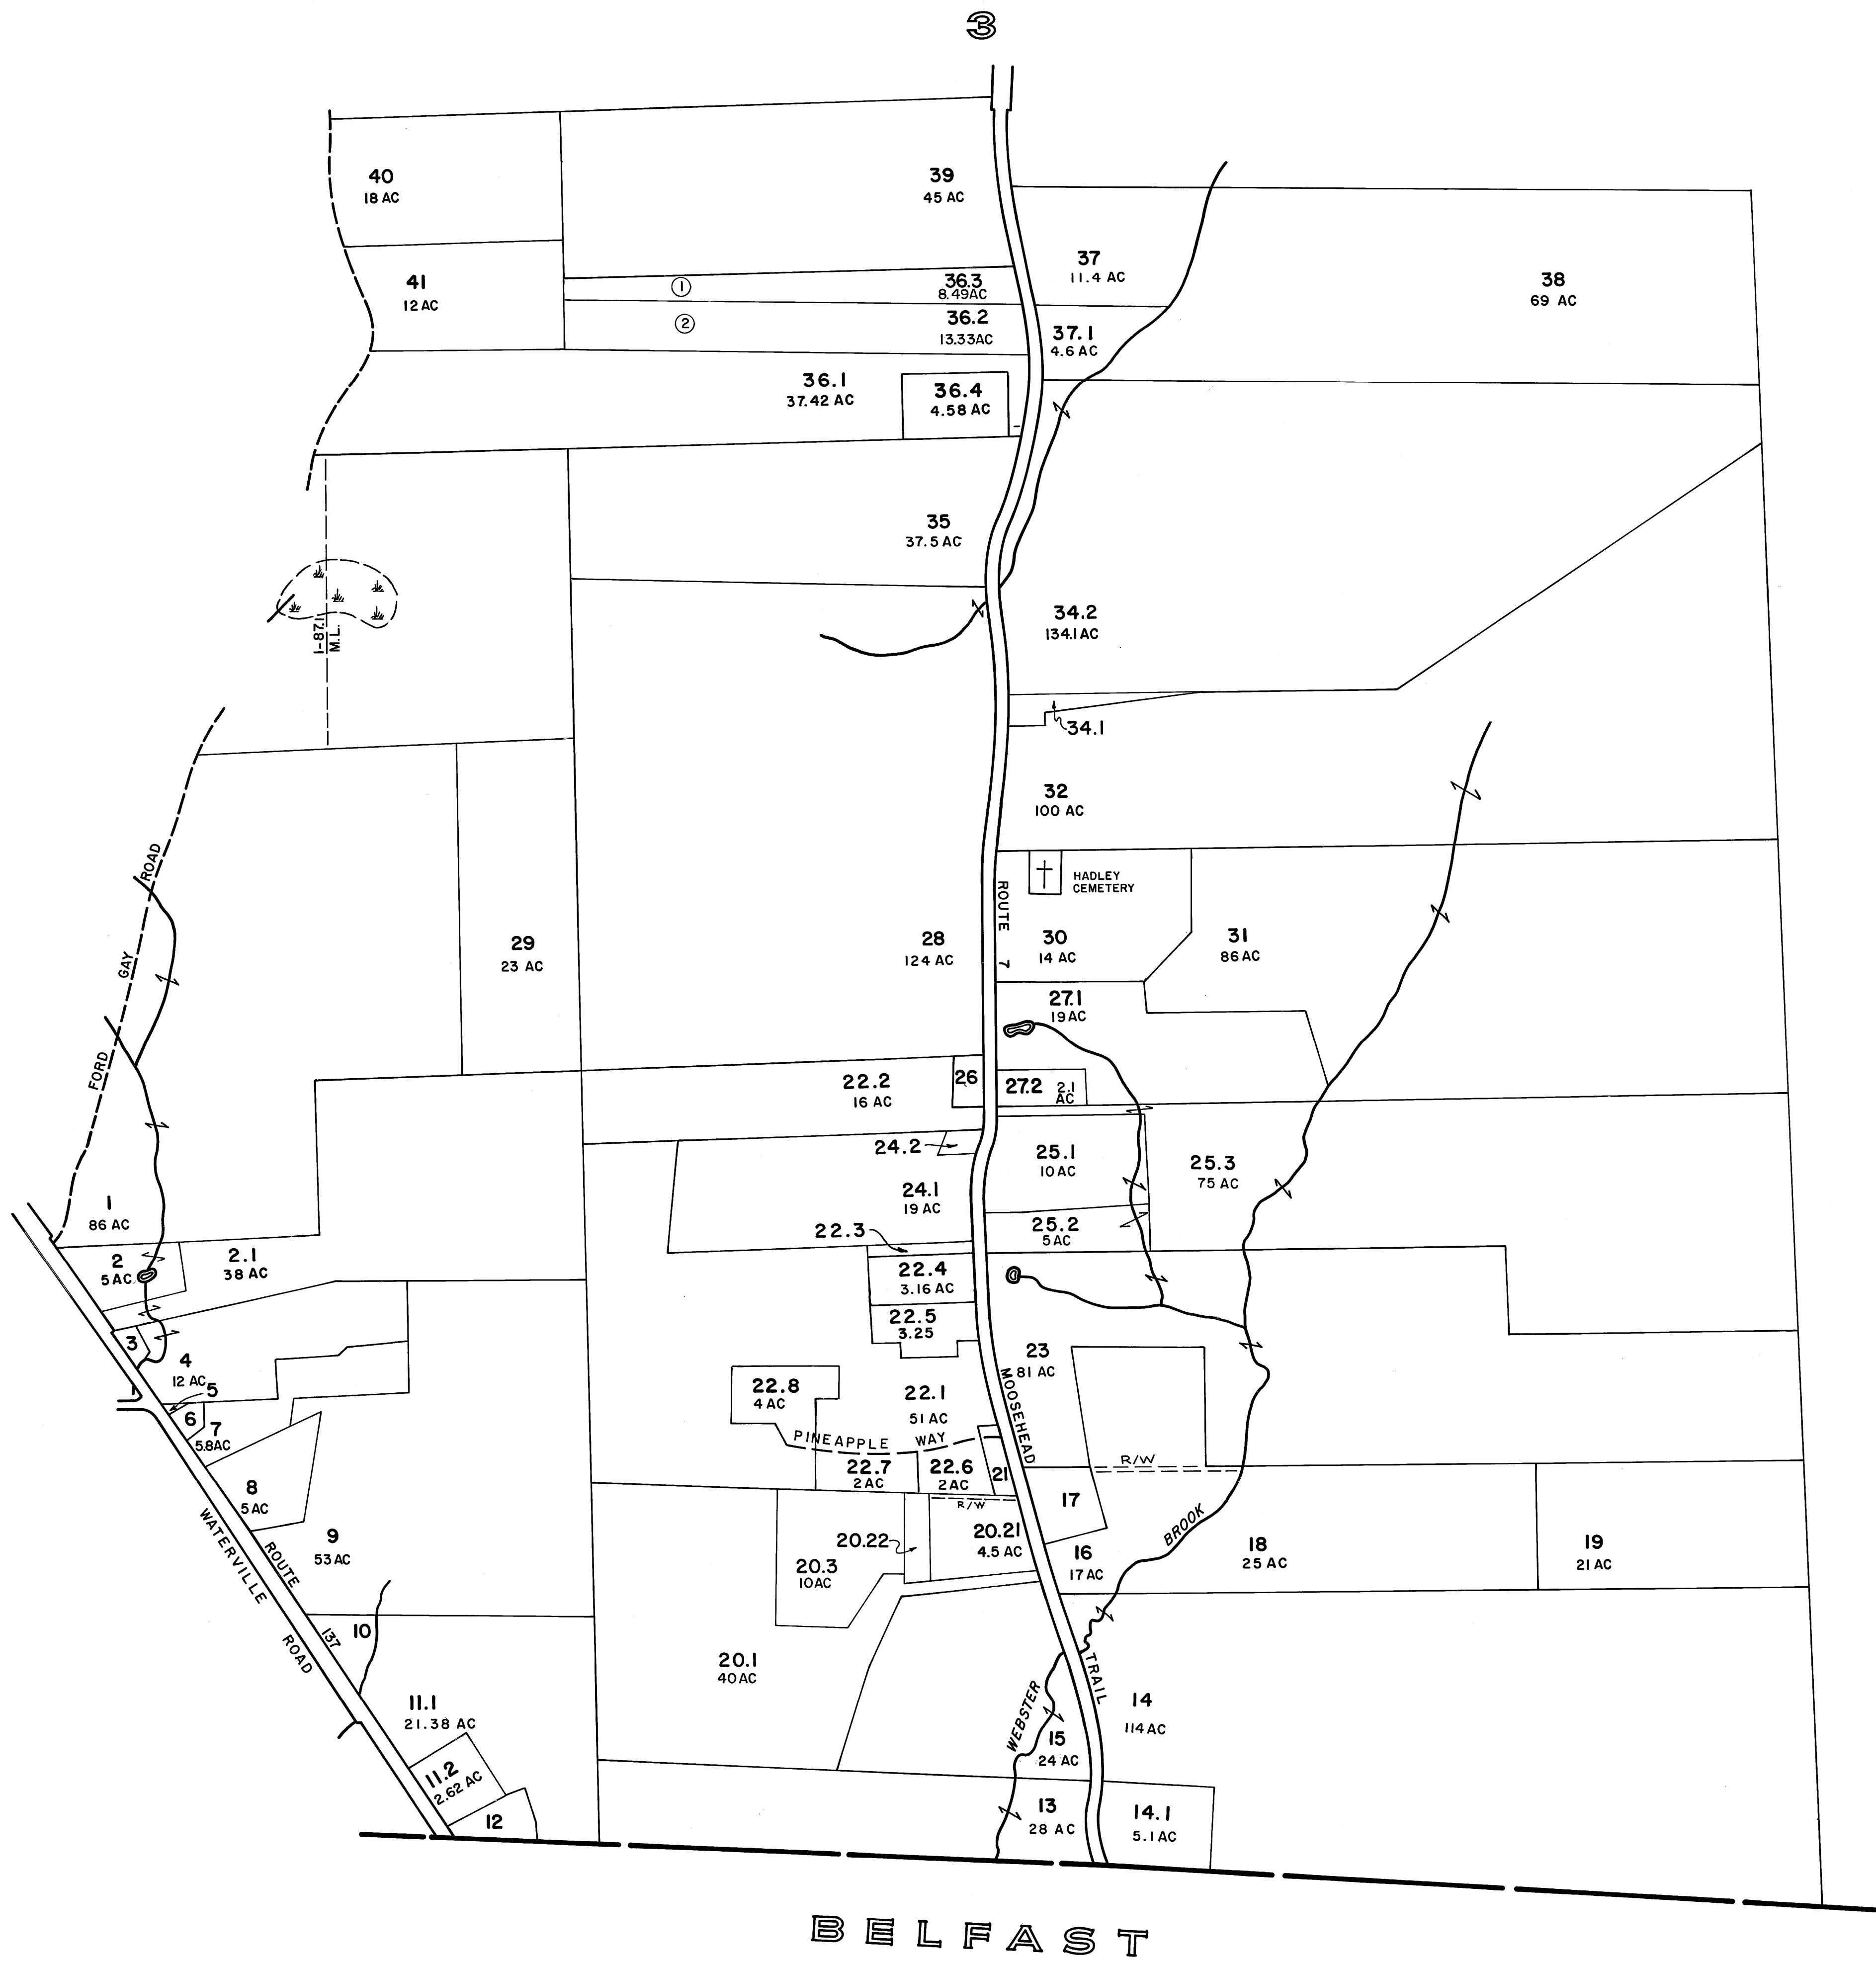 3
40
18 AC
39
45 AC
41
12 AC
1
36.3
8.49AC
2
36.2
13.33AC
37
11.4 AC
38
69 AC
37.1
4.6 AC
36.1
37.42 AC
36.4
4.58 AC
35
37.5 AC
1-87.1
M.L.
34.2
134.1AC
34.1
32
100 AC
HADLEY
CEMETERY
ROUTE 7
FORD GAY ROAD
29
23 AC
28
124 AC
30
14 AC
31
86 AC
27.1
19 AC
22.2
16 AC
26
27.2
2.1
AC
24.2
25.1
10 AC
25.3
75 AC
24.1
19 AC
25.2
5 AC
22.3
1
86 AC
2
5 AC
2.1
38 AC
22.4
3.16 AC
22.5
3.25
3
4
12 AC
5
6
7
5.8AC
23
81 AC
22.8
4 AC
22.1
51 AC
PINEAPPLE WAY
MOOSEHEAD TRAIL
22.7
2 AC
22.6
2 AC
21
R/W
R/W
17
8
5 AC
9
53 AC
20.22
20.21
4.5 AC
20.3
10AC
16
17 AC
WEBSTER BROOK
18
25 AC
19
21 AC
WATERVILLE ROAD
ROUTE 137
10
20.1
40 AC
11.1
21.38 AC
11.2
2.62 AC
12
14
114 AC
15
24 AC
13
28 AC
14.1
5.1 AC
BELFAST